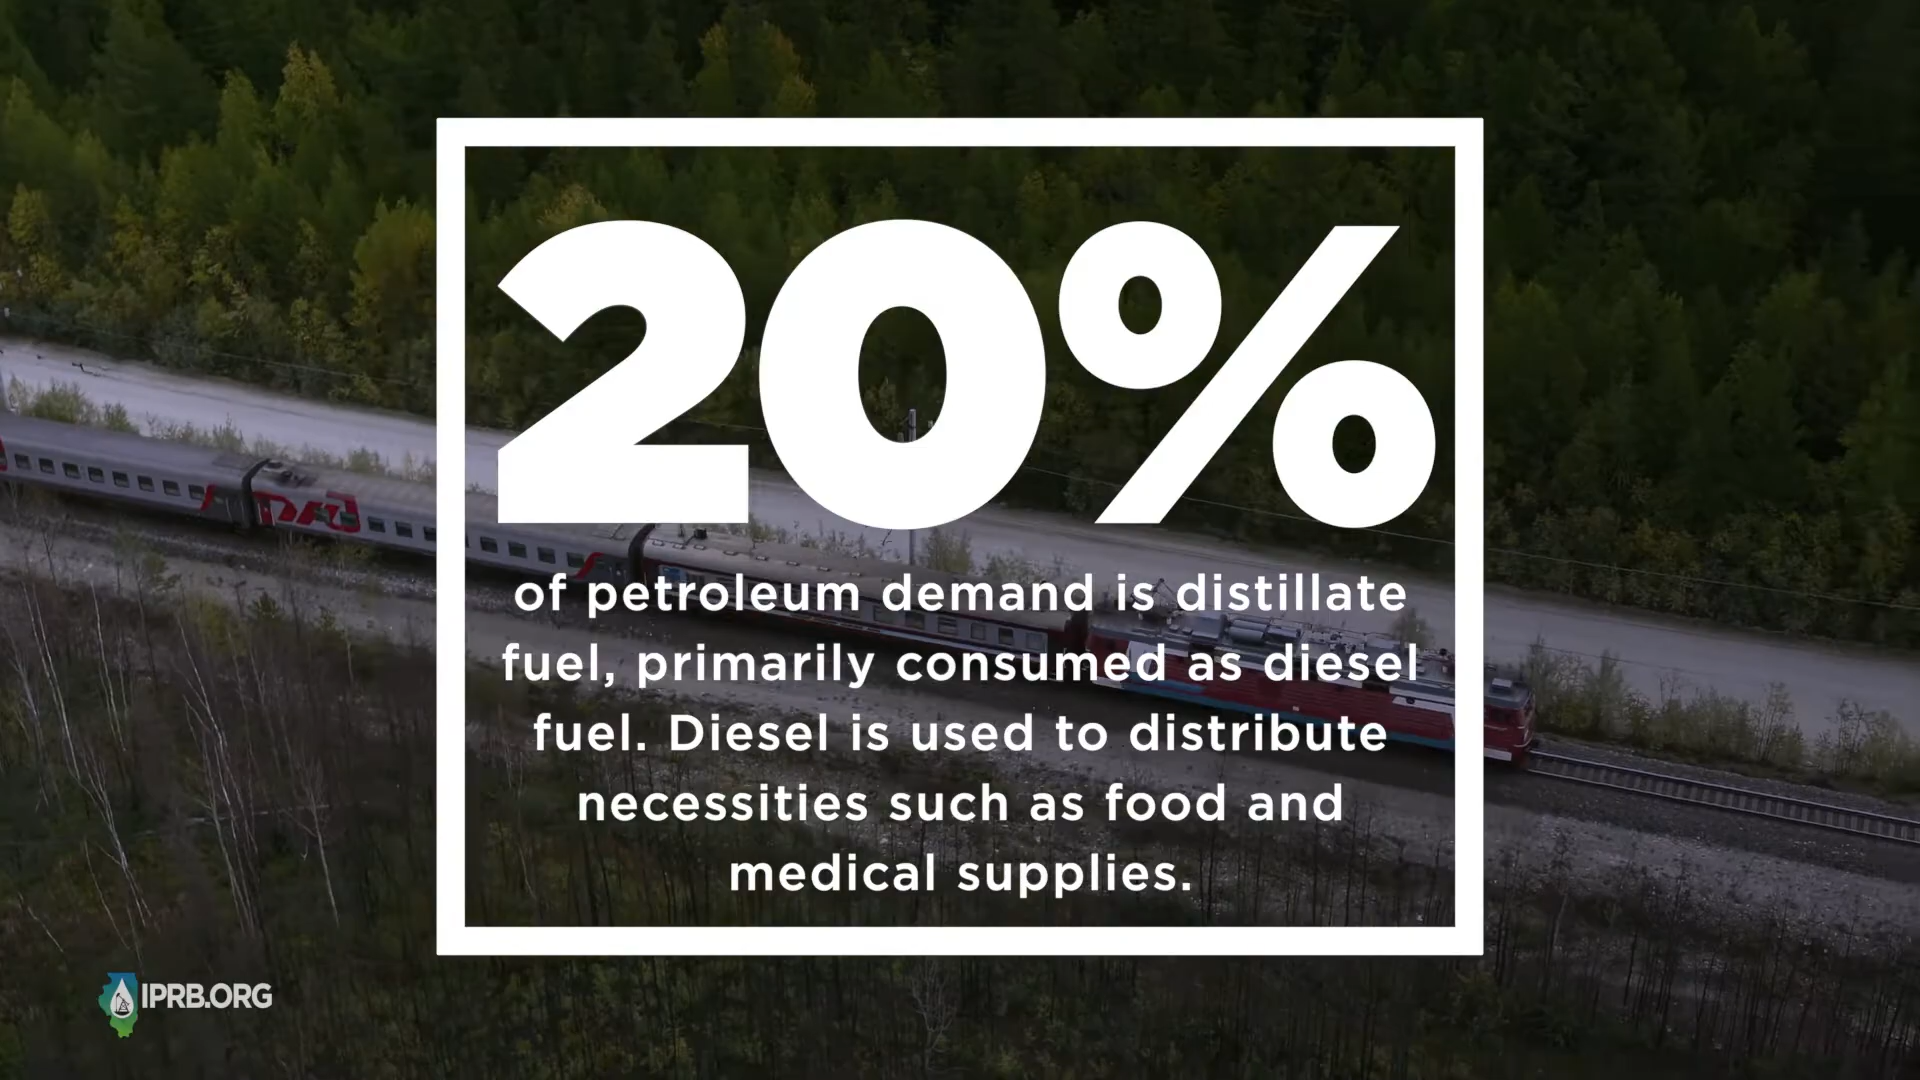 20%
of petroleum demand is distillate
fuel, primarily consumed as diesel
fuel. Diesel is used to distribute
necessities such as food and
medical supplies.
IPRB.ORG